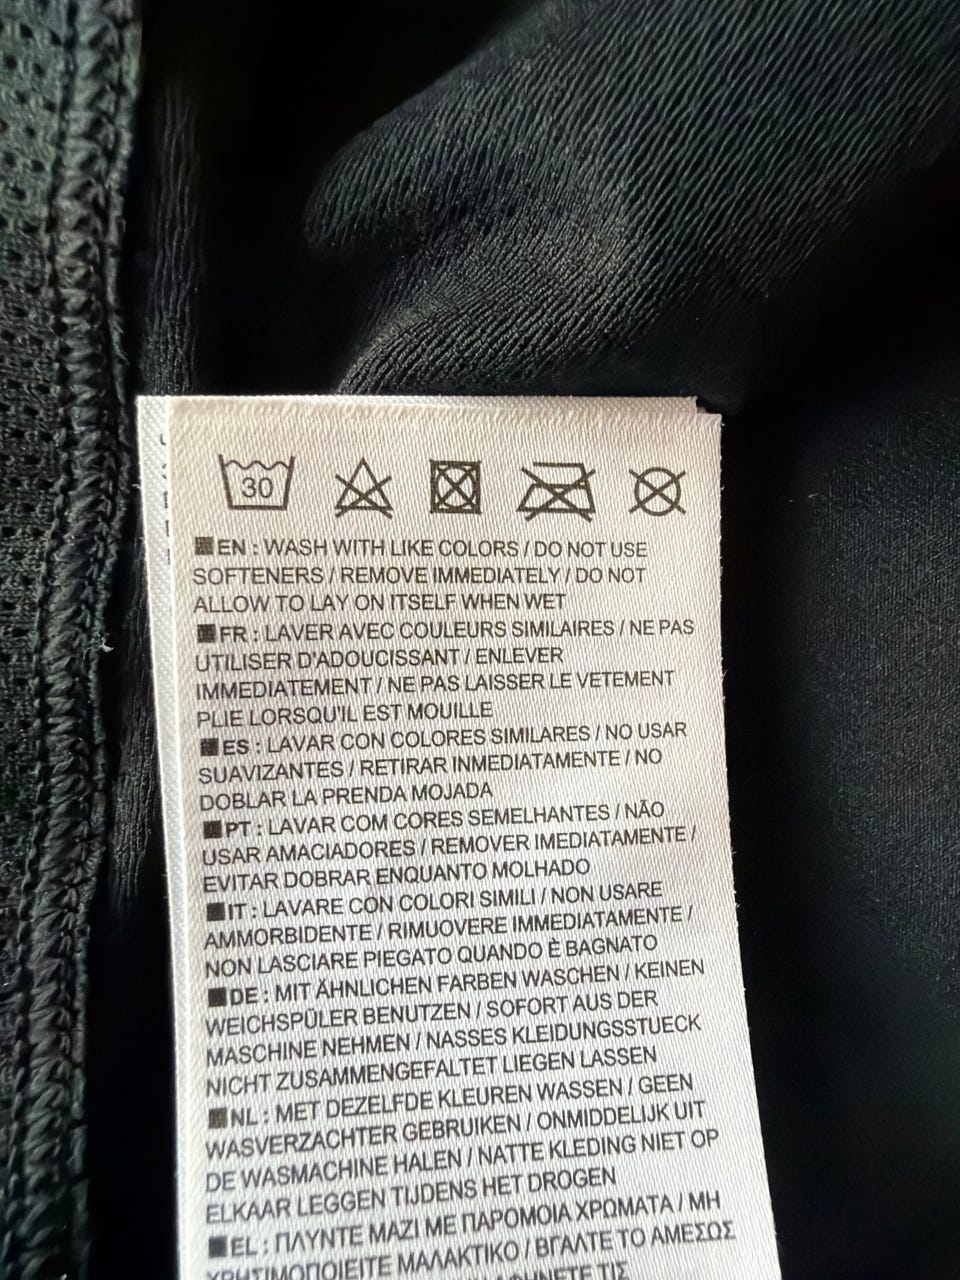 30
EN : WASH WITH LIKE COLORS / DO NOT USE
SOFTENERS / REMOVE IMMEDIATELY / DO NOT
ALLOW TO LAY ON ITSELF WHEN WET
FR : LAVER AVEC COULEURS SIMILAIRES / NE PAS
UTILISER D'ADOUCISSANT / ENLEVER
IMMEDIATEMENT / NE PAS LAISSER LE VETEMENT
PLIE LORSQU'IL EST MOUILLE
ES : LAVAR CON COLORES SIMILARES / NO USAR
SUAVIZANTES / RETIRAR INMEDIATAMENTE / NO
DOBLAR LA PRENDA MOJADA
PT : LAVAR COM CORES SEMELHANTES / NÃO
USAR AMACIADORES / REMOVER IMEDIATAMENTE /
EVITAR DOBRAR ENQUANTO MOLHADO
IT : LAVARE CON COLORI SIMILI / NON USARE
AMMORBIDENTE / RIMUOVERE IMMEDIATAMENTE /
NON LASCIARE PIEGATO QUANDO È BAGNATO
DE : MIT ÄHNLICHEN FARBEN WASCHEN / KEINEN
WEICHSPÜLER BENUTZEN / SOFORT AUS DER
MASCHINE NEHMEN / NASSES KLEIDUNGSSTUECK
NICHT ZUSAMMENGEFALTET LIEGEN LASSEN
NL : MET DEZELFDE KLEUREN WASSEN / GEEN
WASVERZACHTER GEBRUIKEN / ONMIDDELIJK UIT
DE WASMACHINE HALEN / NATTE KLEDING NIET OP
ELKAAR LEGGEN TIJDENS HET DROGEN
EL : ΠΛΥΝΤΕ ΜΑΖΙ ΜΕ ΠΑΡΟΜΟΙΑ ΧΡΩΜΑΤΑ / ΜΗ
ΧΡΗΣΙΜΟΠΟΙΕΙΤΕ ΜΑΛΑΚΤΙΚΟ / ΒΓΑΛΤΕ ΤΟ ΑΜΕΣΩΣ